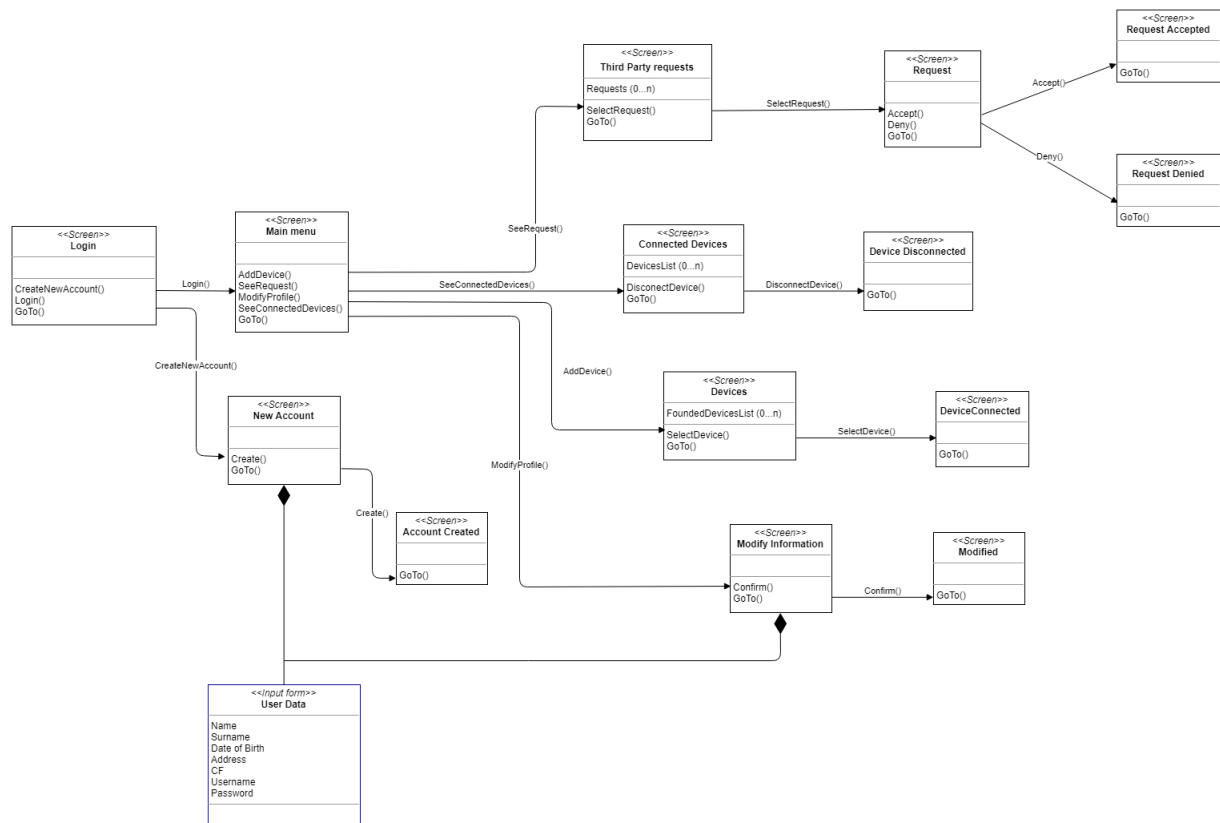 <<Screen>>
Request Accepted
GoTo()
<<Screen>>
Third Party requests
Requests (0...n)
SelectRequest()
GoTo()
SelectRequest()
<<Screen>>
Request
Accept()
Deny()
GoTo()
Accept()
Deny()
<<Screen>>
Request Denied
GoTo()
<<Screen>>
Login
CreateNewAccount()
Login()
GoTo()
Login()
<<Screen>>
Main menu
AddDevice()
SeeRequest()
ModifyProfile()
SeeConnectedDevices()
GoTo()
SeeRequest()
SeeConnectedDevices()
<<Screen>>
Connected Devices
DevicesList (0...n)
DisconectDevice()
GoTo()
DisconnectDevice()
<<Screen>>
Device Disconnected
GoTo()
CreateNewAccount()
AddDevice()
<<Screen>>
Devices
FoundedDevicesList (0...n)
SelectDevice()
GoTo()
SelectDevice()
<<Screen>>
DeviceConnected
GoTo()
<<Screen>>
New Account
Create()
GoTo()
ModifyProfile()
Create()
<<Screen>>
Account Created
GoTo()
<<Screen>>
Modify Information
Confirm()
GoTo()
Confirm()
<<Screen>>
Modified
GoTo()
<<Input form>>
User Data
Name
Surname
Date of Birth
Address
CF
Username
Password